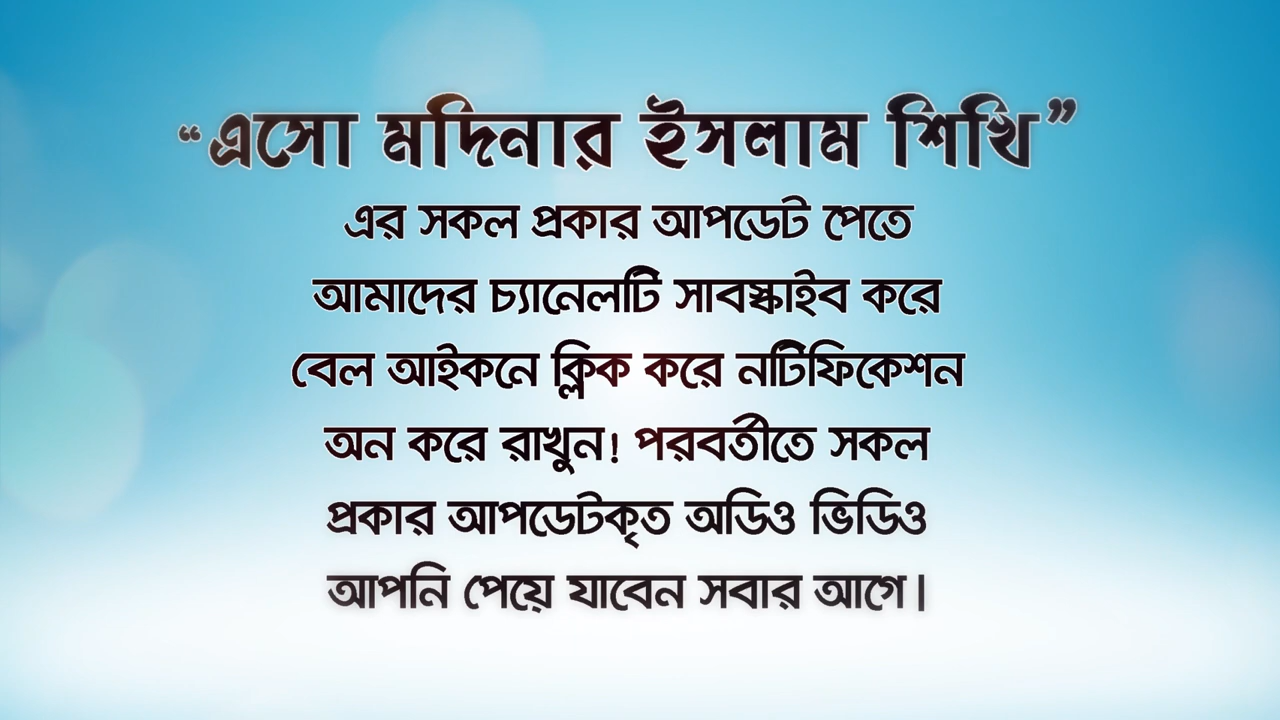 “এসো মদিনার ইসলাম শিখি”
এর সকল প্রকার আপডেট পেতে
আমাদের চ্যানেলটি সাবস্কাইব করে
বেল আইকনে ক্লিক করে নটিফিকেশন
অন করে রাখুন! পরবর্তীতে সকল
প্রকার আপডেটকৃত অডিও ভিডিও
আপনি পেয়ে যাবেন সবার আগে।